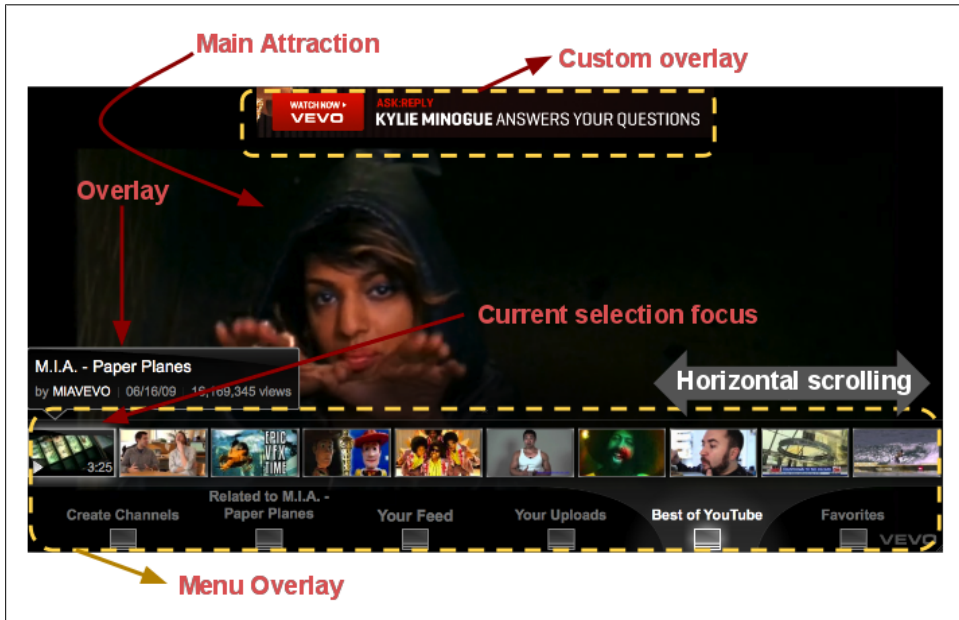 Main Attraction
Custom overlay
WATCH NOW
VEVO
ASK:REPLY
KYLIE MINOGUE ANSWERS YOUR QUESTIONS
Overlay
Current selection focus
M.I.A. - Paper Planes
by MIAVEVO | 06/16/09 | 19,169,345 views
Horizontal scrolling
3:25
EPIC
VFX
TIME
Create Channels
Related to M.I.A. -
Paper Planes
Your Feed
Your Uploads
Best of YouTube
Favorites
VEVO
Menu Overlay